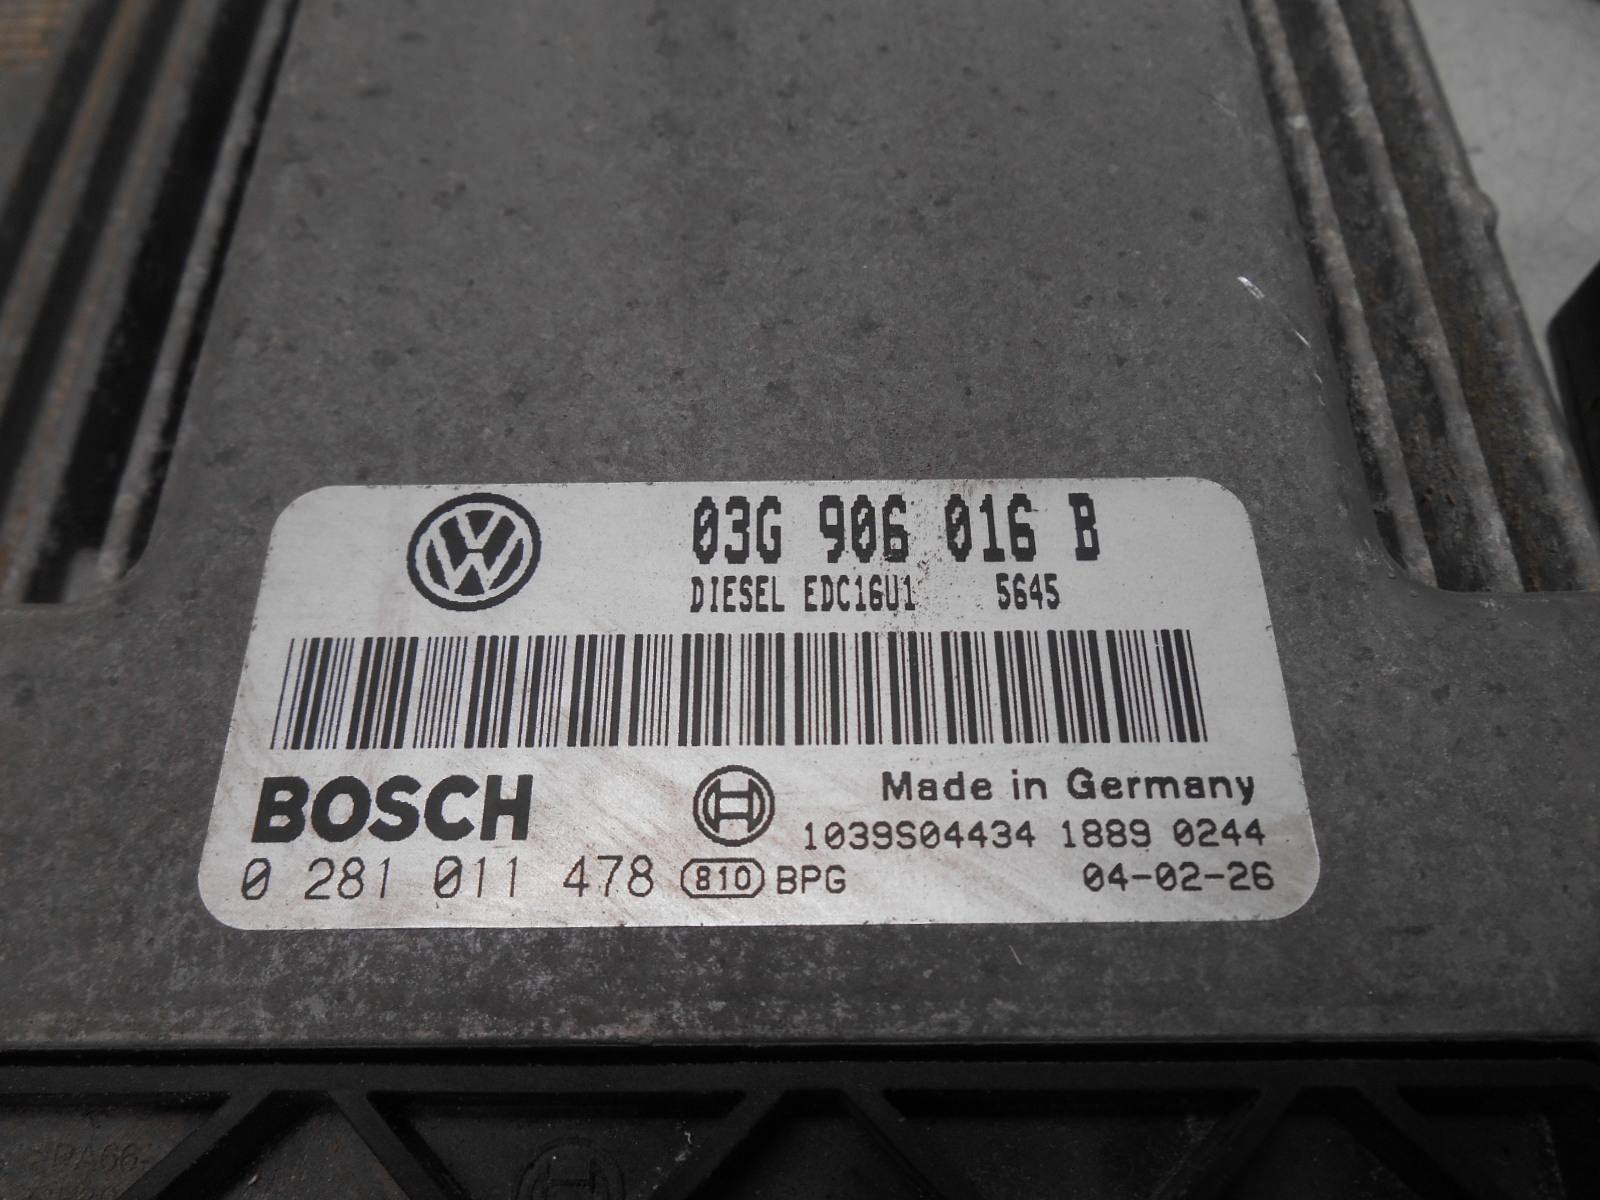 03G 906 016 B
DIESEL EDC16U1 5645
BOSCH
Made in Germany
1039S04434 1889 0244
0 281 011 478 810 BPG 04-02-26
PA66-